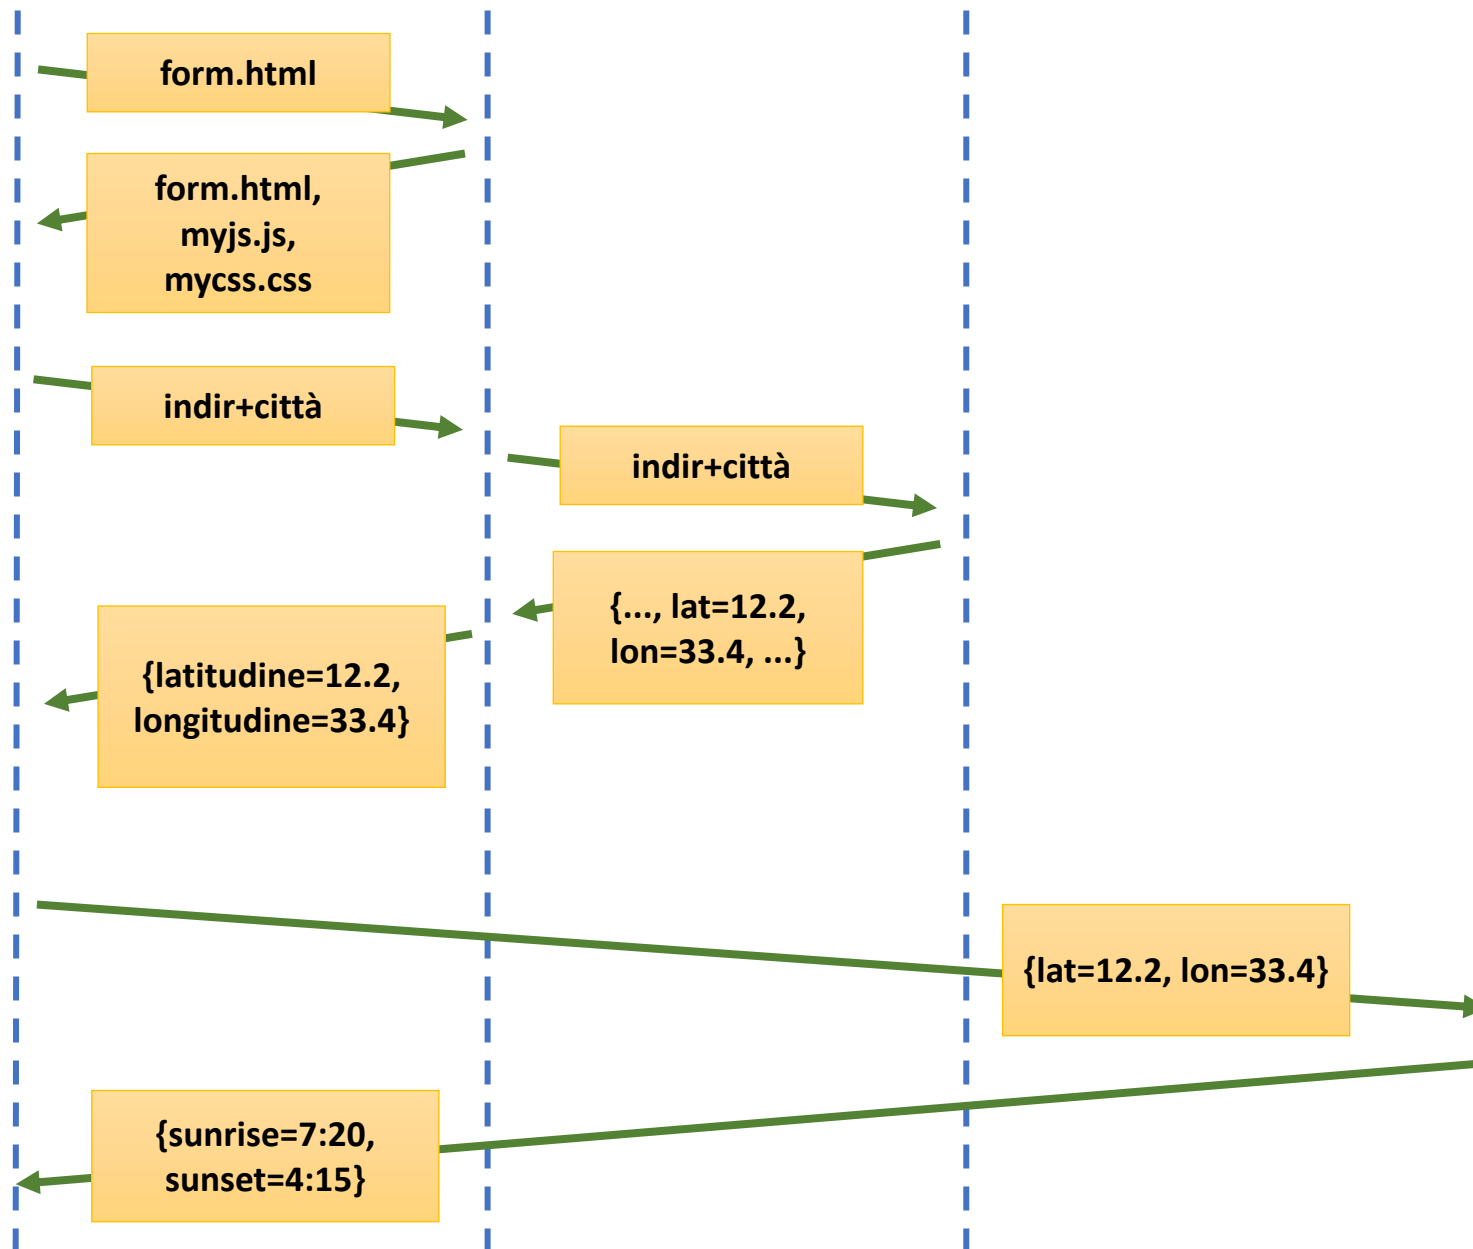 form.html
form.html,
myjs.js,
mycss.css
indir+città
indir+città
{..., lat=12.2,
lon=33.4, ...}
{latitudine=12.2,
longitudine=33.4}
{lat=12.2, lon=33.4}
{sunrise=7:20,
sunset=4:15}